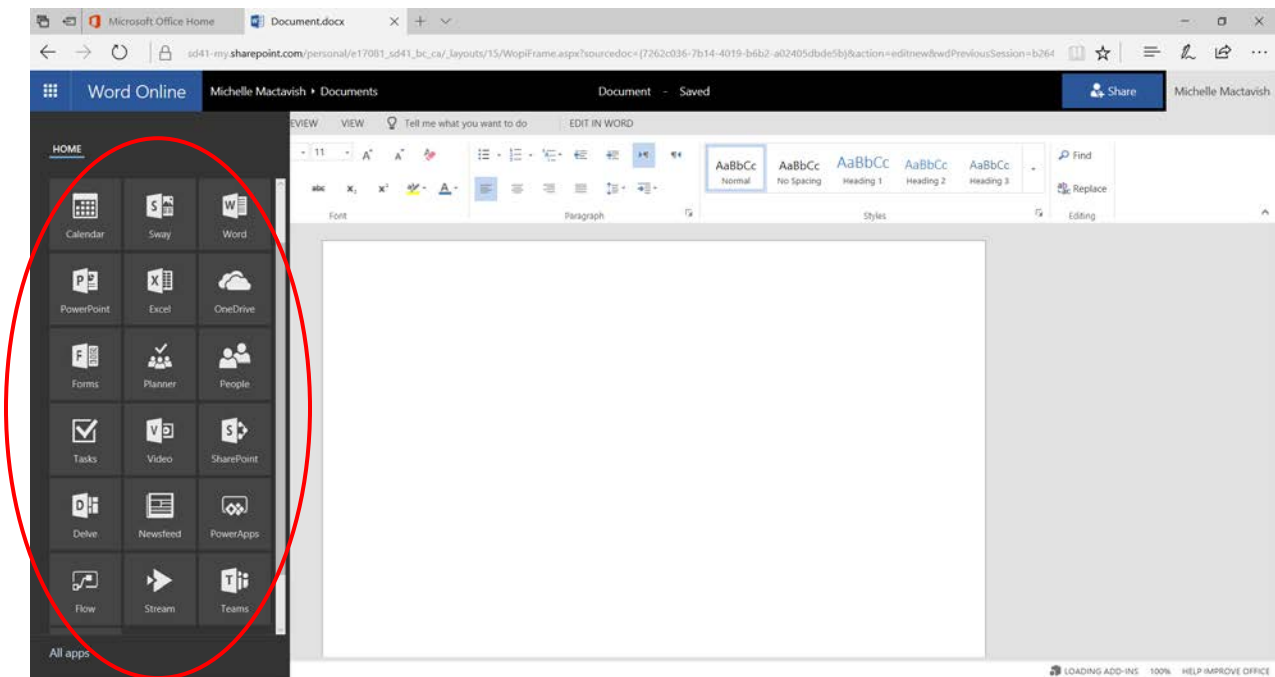 Microsoft Office Home Document.docx
sd41-my.sharepoint.com/personal/e17081_sd41_bc_ca/_layouts/15/WopiFrame.aspx?sourcedoc={7262c036-7b14-4019-b6b2-a02405dbde5b}&action=editnew&wdPreviousSession=b264
Word Online Michelle Mactavish Documents Document - Saved Share Michelle Mactavish
EVIEW VIEW Tell me what you want to do EDIT IN WORD
HOME
11 A A
AaBbCc AaBbCc AaBbCc AaBbCc AaBbCc Find
Normal No Spacing Heading 1 Heading 2 Heading 3
abc x₂ x² A Replace
Font Paragraph Styles Editing
Calendar Sway Word
PowerPoint Excel OneDrive
Forms Planner People
Tasks Video SharePoint
Delve Newsfeed PowerApps
Flow Stream Teams
All apps
LOADING ADD-INS 100% HELP IMPROVE OFFICE